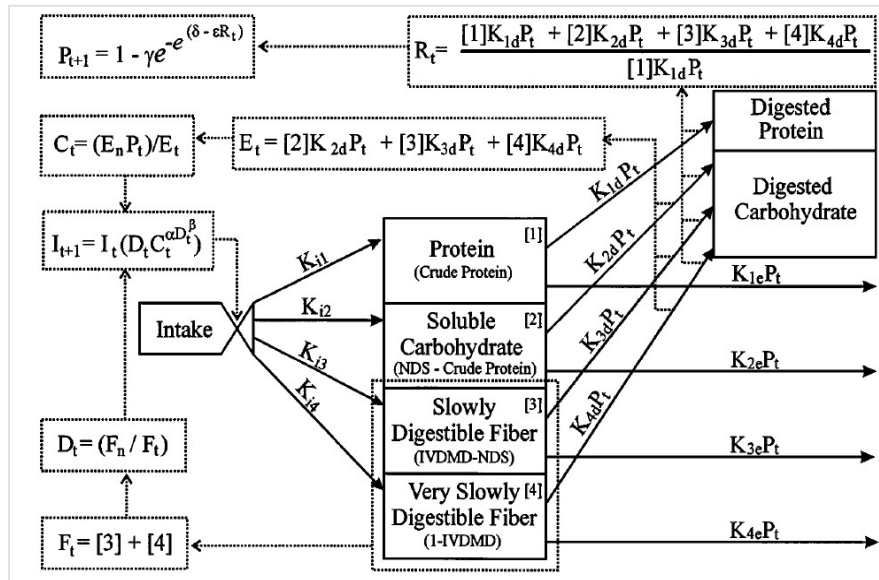 P_{t+1} = 1 - γe^{-e^{(δ - εR_t)}}
R_t = \frac{[1]K_{1d}P_t + [2]K_{2d}P_t + [3]K_{3d}P_t + [4]K_{4d}P_t}{[1]K_{1d}P_t}
C_t = (E_n P_t)/E_t
E_t = [2]K_{2d}P_t + [3]K_{3d}P_t + [4]K_{4d}P_t
Digested
Protein
Digested
Carbohydrate
I_{t+1} = I_t(D_t C_t^{αD_t^β})
Intake
K_{i1}
K_{i2}
K_{i3}
K_{i4}
Protein [1]
(Crude Protein)
Soluble [2]
Carbohydrate
(NDS - Crude Protein)
Slowly [3]
Digestible Fiber
(IVDMD-NDS)
Very Slowly [4]
Digestible Fiber
(1-IVDMD)
K_{1d}P_t
K_{2d}P_t
K_{3d}P_t
K_{4d}P_t
K_{1e}P_t
K_{2e}P_t
K_{3e}P_t
K_{4e}P_t
D_t = (F_n / F_t)
F_t = [3] + [4]